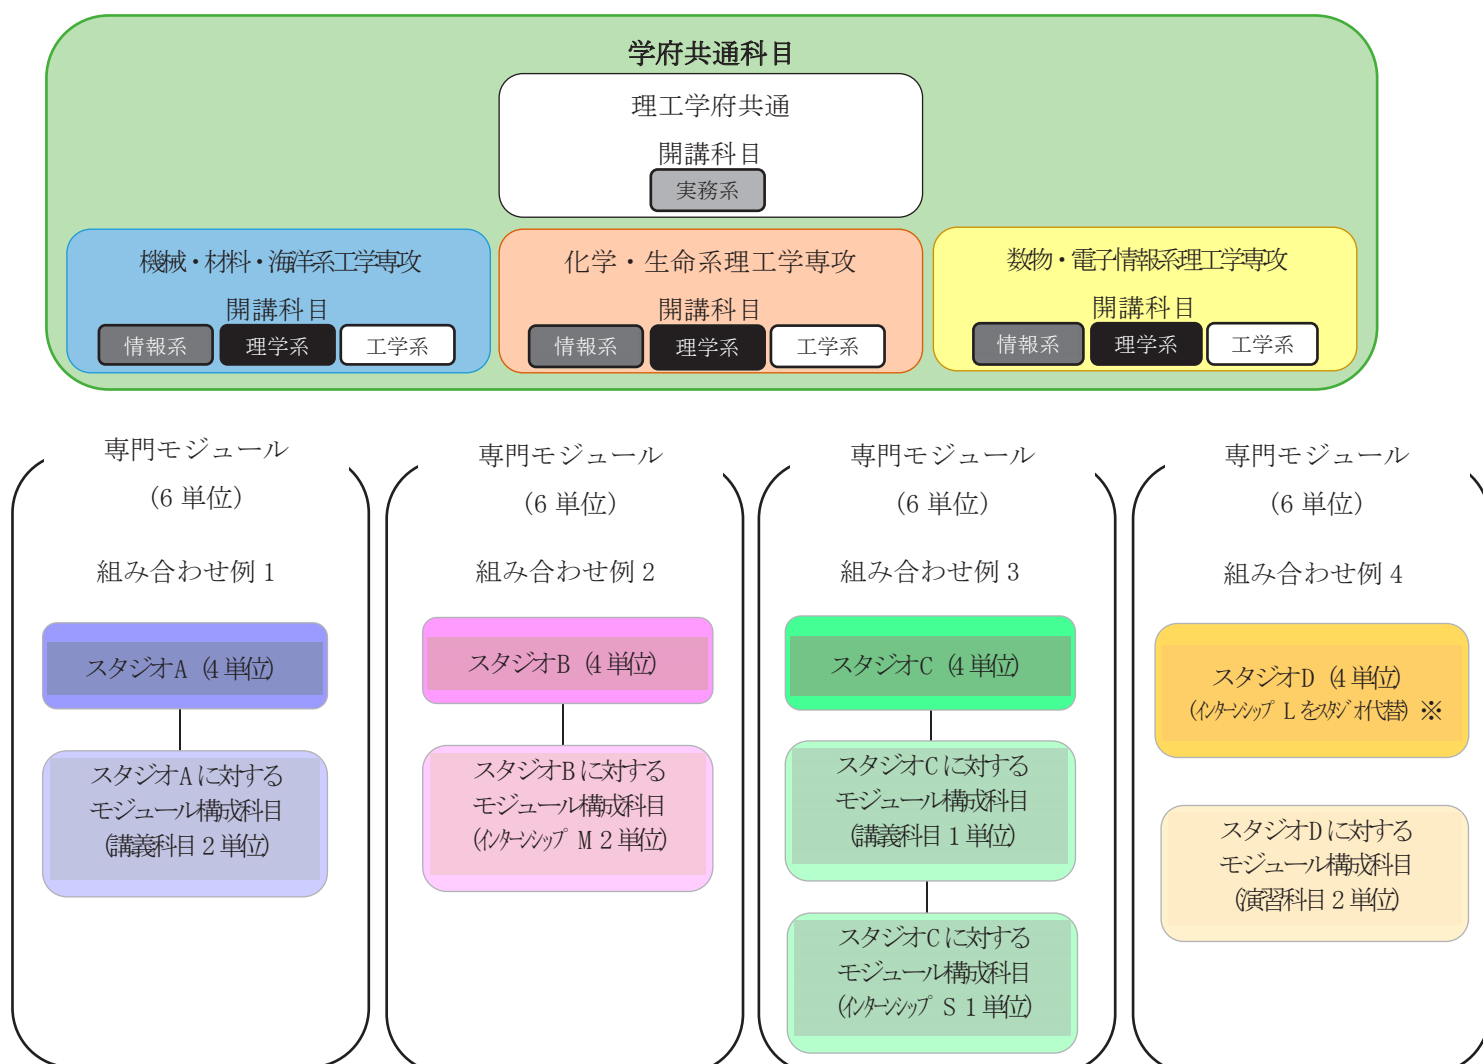 学府共通科目
理工学府共通
開講科目
実務系
機械・材料・海洋系工学専攻
開講科目
情報系
理学系
工学系
化学・生命系理工学専攻
開講科目
情報系
理学系
工学系
数物・電子情報系理工学専攻
開講科目
情報系
理学系
工学系
専門モジュール
（6 単位）
組み合わせ例 1
スタジオA（4 単位）
スタジオA に対する
モジュール構成科目
（講義科目 2 単位）
専門モジュール
（6 単位）
組み合わせ例 2
スタジオB（4 単位）
スタジオB に対する
モジュール構成科目
（インターンシップ M 2 単位）
専門モジュール
（6 単位）
組み合わせ例 3
スタジオC（4 単位）
スタジオC に対する
モジュール構成科目
（講義科目 1 単位）
スタジオC に対する
モジュール構成科目
（インターンシップ S 1 単位）
専門モジュール
（6 単位）
組み合わせ例 4
スタジオD（4 単位）
（インターンシップ L をスタジオ代替）※
スタジオD に対する
モジュール構成科目
（演習科目 2 単位）